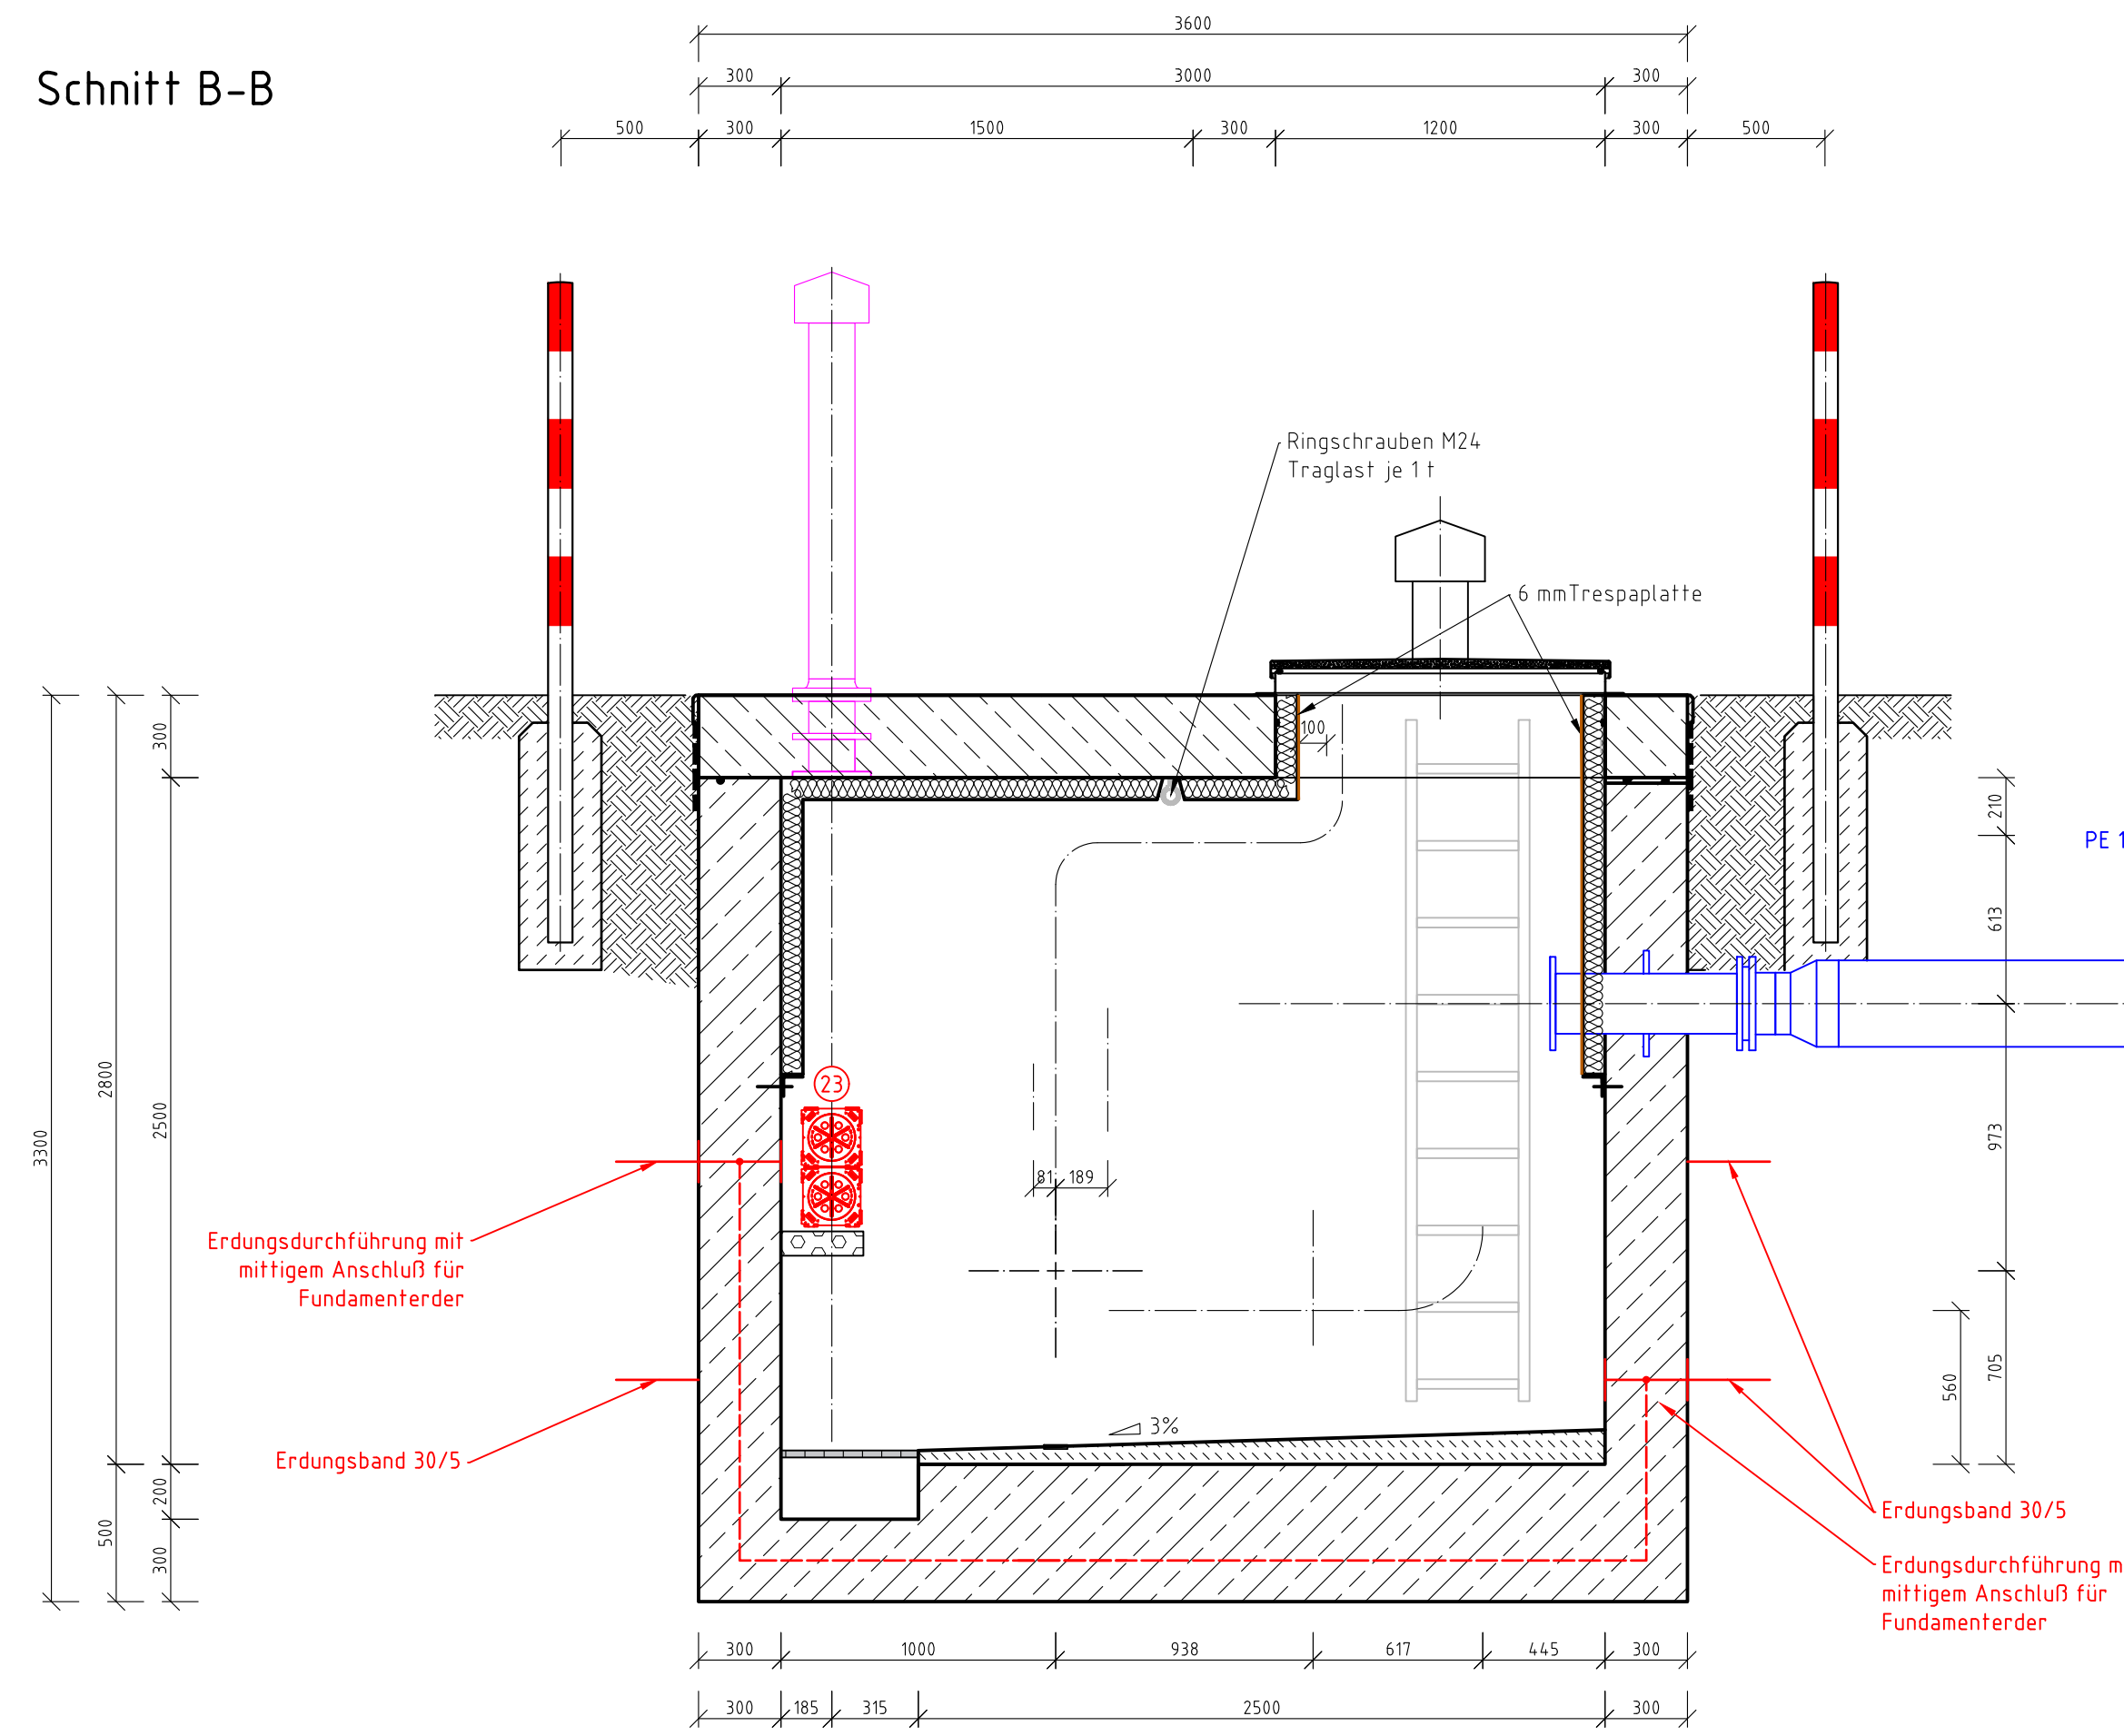 3600
Schnitt B-B
300 3000 300
500 300 1500 300 1200 300 500
Ringschrauben M24
Traglast je 1 t
6 mmTrespaplatte
100
300
210
PE 1
613
2800
2500
3300
23
973
81 189
Erdungsdurchführung mit
mittigem Anschluß für
Fundamenterder
560
705
3%
Erdungsband 30/5
200
500
300
Erdungsband 30/5
Erdungsdurchführung m
mittigem Anschluß für
Fundamenterder
300 1000 938 617 445 300
300 185 315 2500 300